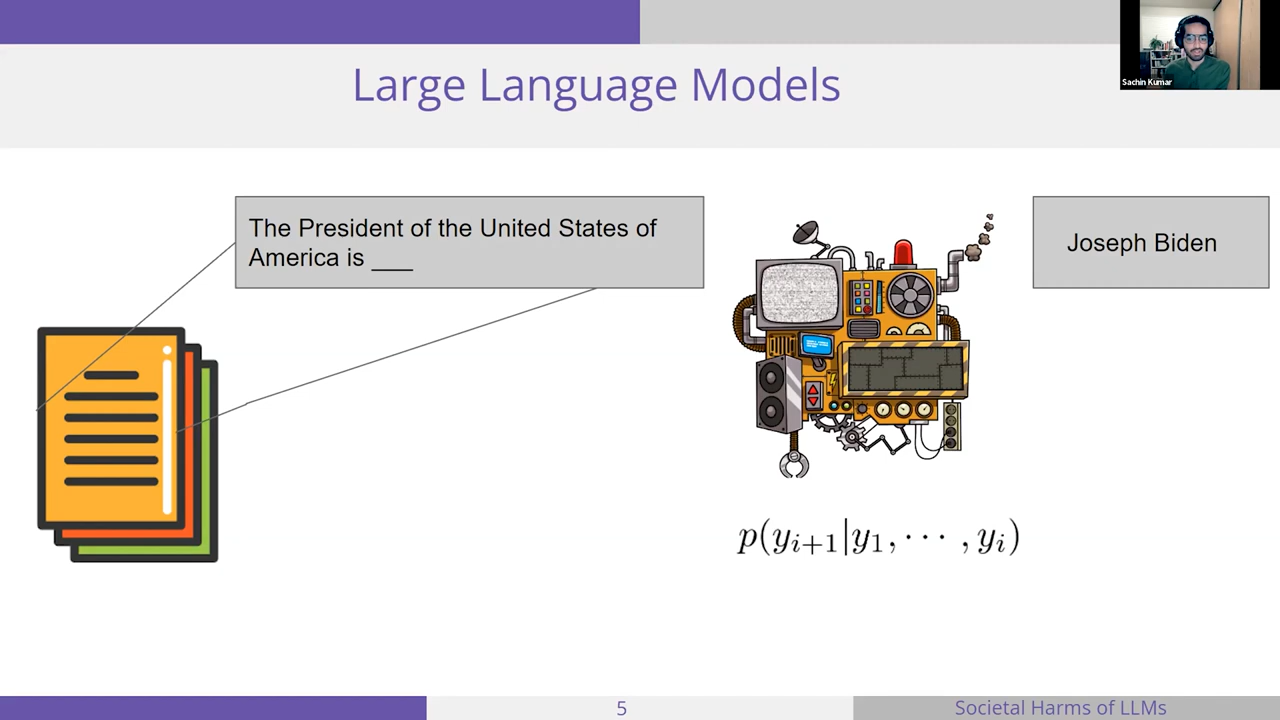 Large Language Models
Sachin Kumar
The President of the United States of
America is ___
Joseph Biden
p(y_{i+1}|y_1, ⋯ , y_i)
5
Societal Harms of LLMs